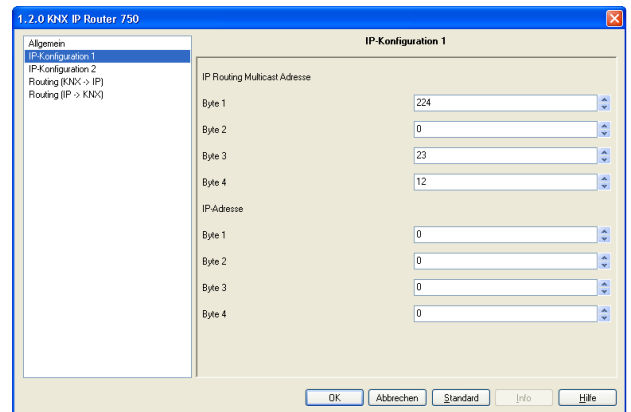 1.2.0 KNX IP Router 750
Allgemein
IP-Konfiguration 1
IP-Konfiguration 2
Routing (KNX -> IP)
Routing (IP -> KNX)
IP-Konfiguration 1
IP Routing Multicast Adresse
Byte 1 224
Byte 2 0
Byte 3 23
Byte 4 12
IP-Adresse
Byte 1 0
Byte 2 0
Byte 3 0
Byte 4 0
OK Abbrechen Standard Info Hilfe